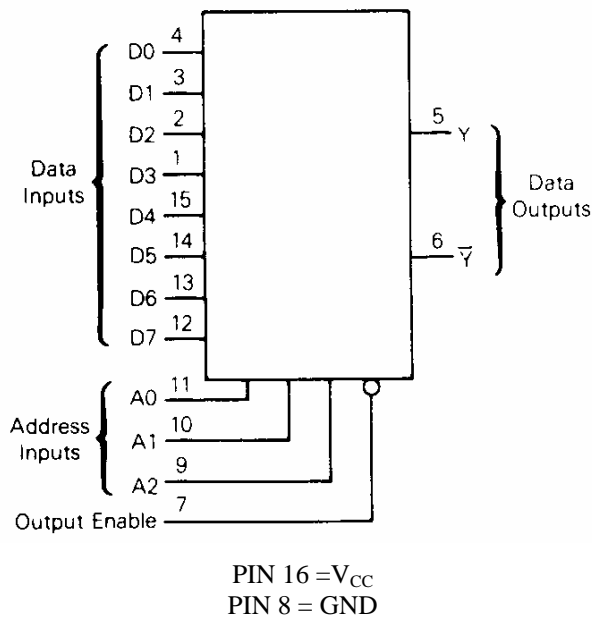 D0 4
D1 3
D2 2
D3 1
D4 15
D5 14
D6 13
D7 12
Data
Inputs
5 Y
6 Y̅
Data
Outputs
A0 11
A1 10
A2 9
Address
Inputs
Output Enable 7
PIN 16 =VCC
PIN 8 = GND